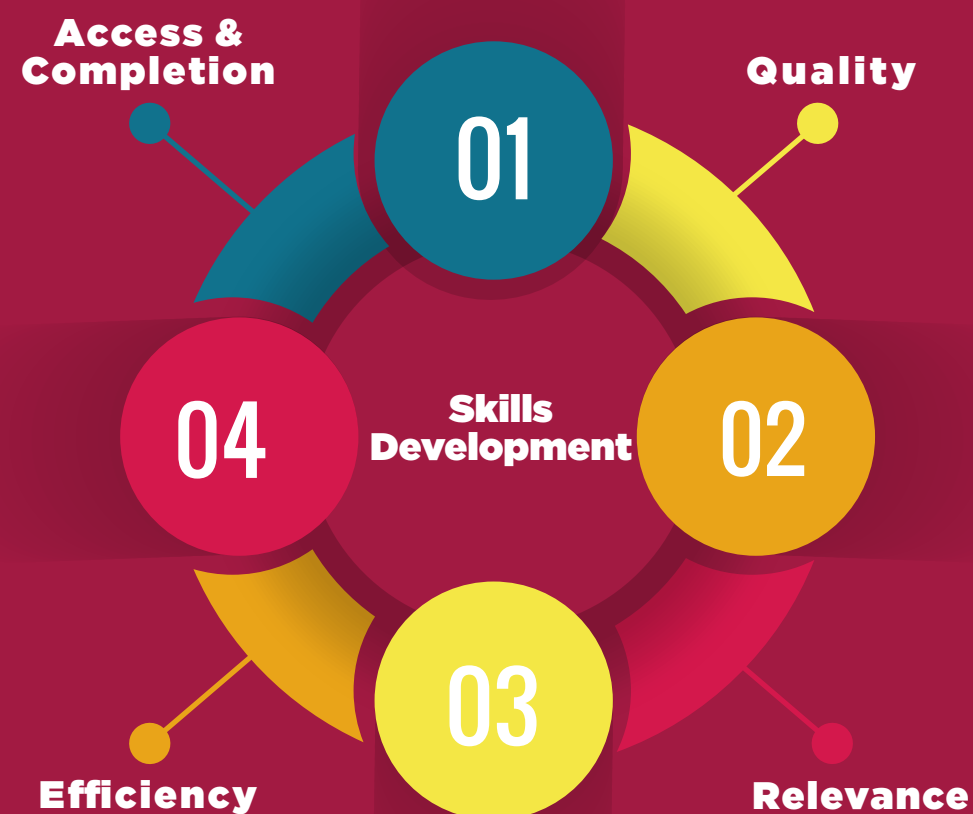 Access &
Completion
Quality
01
04
Skills
Development
02
03
Efficiency
Relevance